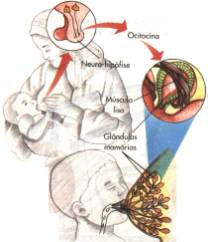 Ocitocina
Neuro-hipófise
Músculo
liso
Glândulas
mamárias